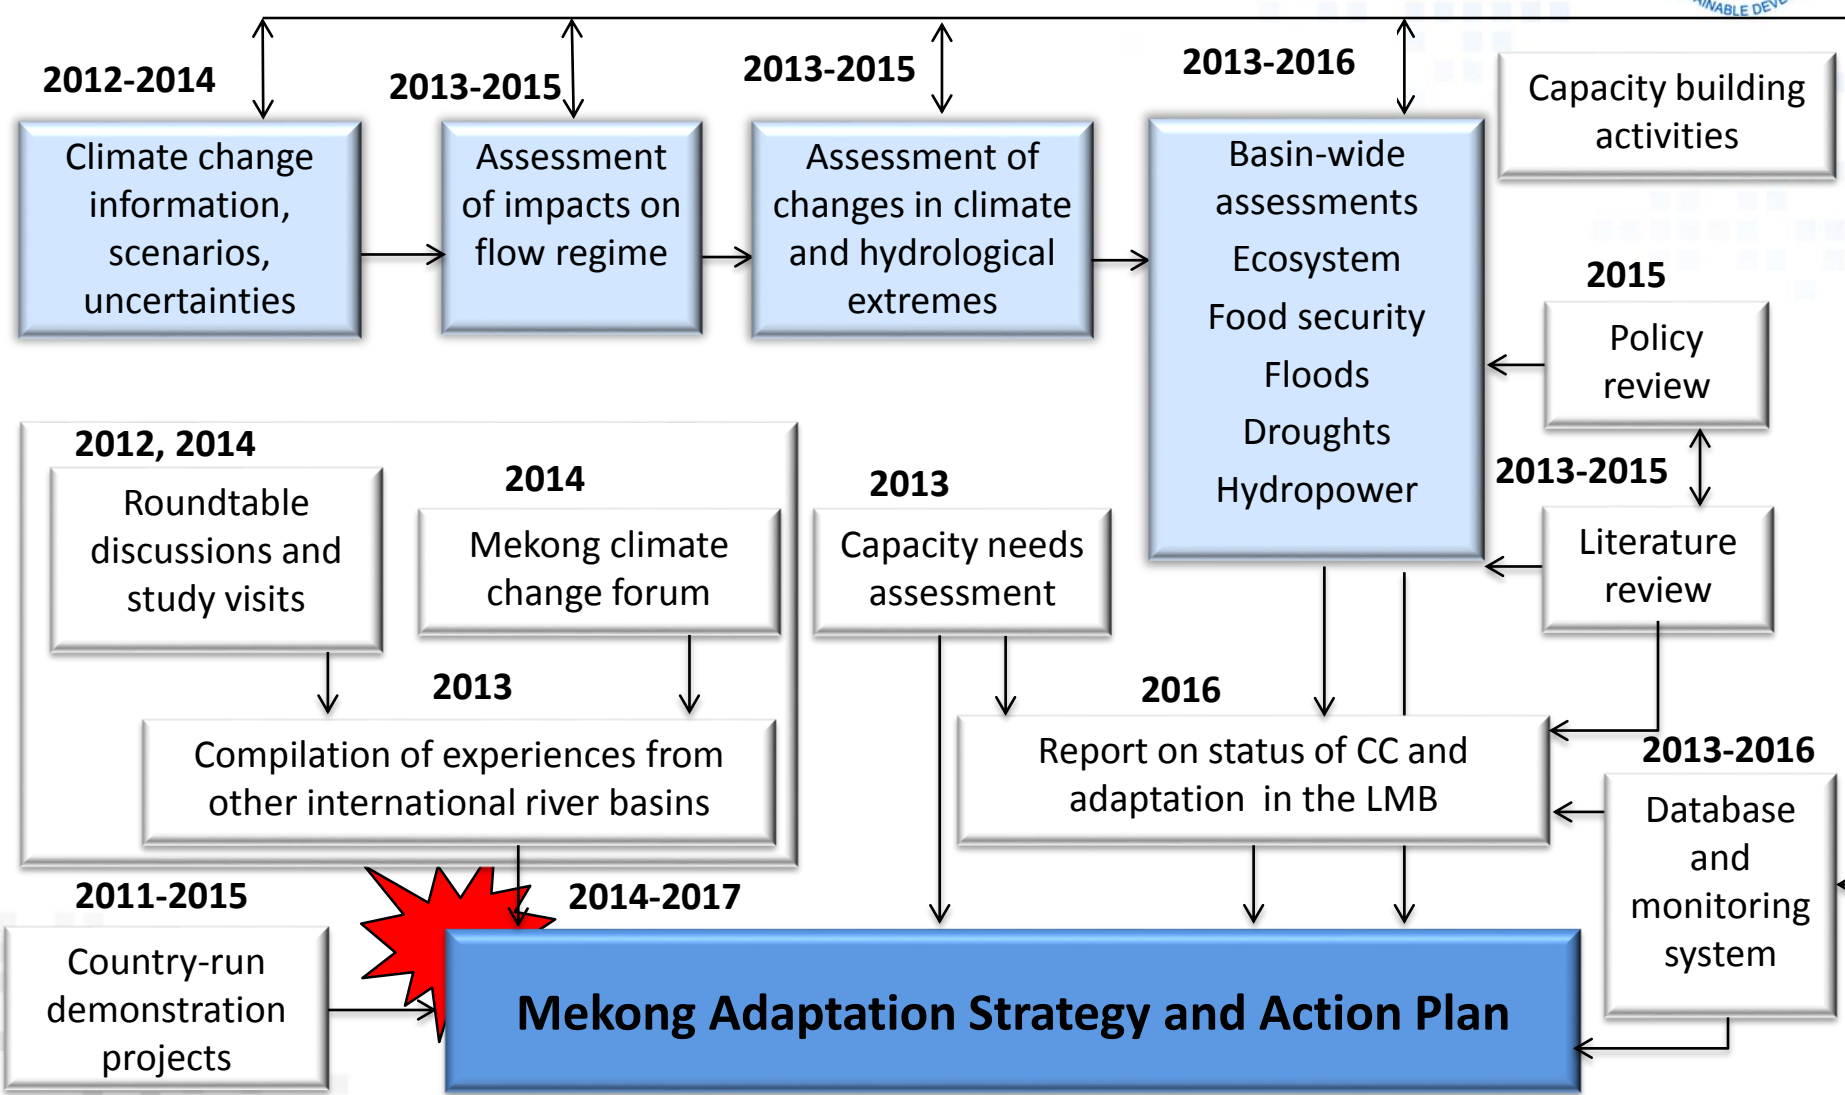 AINABLE DEVE
2012-2014
Climate change
information,
scenarios,
uncertainties
2013-2015
Assessment
of impacts on
flow regime
2013-2015
Assessment of
changes in climate
and hydrological
extremes
2013-2016
Basin-wide
assessments
Ecosystem
Food security
Floods
Droughts
Hydropower
Capacity building
activities
2015
Policy
review
2013-2015
Literature
review
2012, 2014
Roundtable
discussions and
study visits
2014
Mekong climate
change forum
2013
Capacity needs
assessment
2013
Compilation of experiences from
other international river basins
2016
Report on status of CC and
adaptation in the LMB
2013-2016
Database
and
monitoring
system
2011-2015
Country-run
demonstration
projects
2014-2017
Mekong Adaptation Strategy and Action Plan